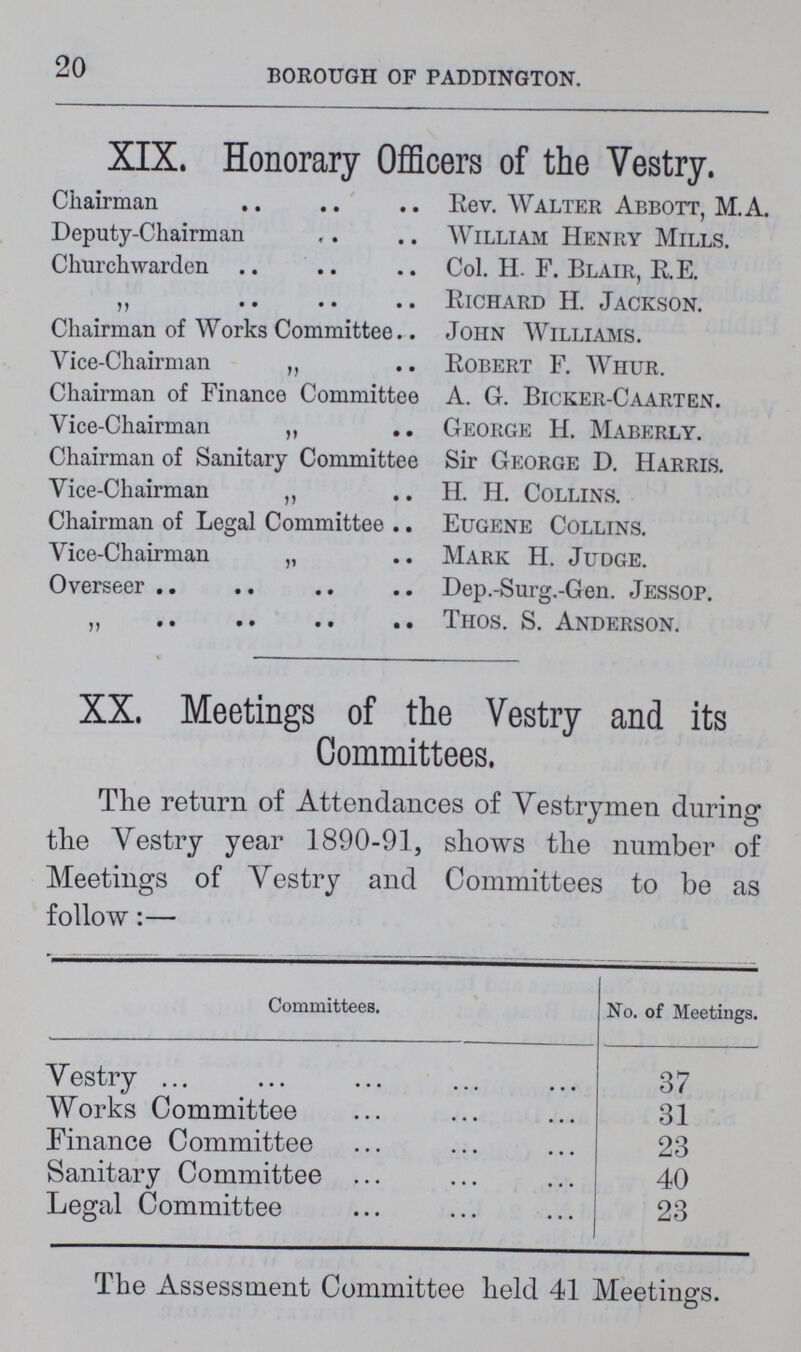 20
BOROUGH OF PADDINGTON.
XIX. Honorary Officers of the Vestry.
Chairman .. .. .. Rev. WALTER ABBOTT, M.A.
Deputy-Chairman .. .. WILLIAM HENRY MILLS.
Churchwarden .. .. .. Col. H. F. BLAIR, R.E.
„ .. .. .. RICHARD H. JACKSON.
Chairman of Works Committee.. JOHN WILLIAMS.
Vice-Chairman „ .. ROBERT F. WHUR.
Chairman of Finance Committee A. G. BICKER-CAARTEN.
Vice-Chairman „ .. GEORGE H. MABERLY.
Chairman of Sanitary Committee Sir GEORGE D. HARRIS.
Vice-Chairman „ .. H. H. COLLINS.
Chairman of Legal Committee .. EUGENE COLLINS.
Vice-Chairman „ .. MARK H. JUDGE.
Overseer .. .. .. .. Dep.-Surg.-Gen. JESSOP.
„ .. .. .. .. THOS. S. ANDERSON.
XX. Meetings of the Vestry and its
Committees.
The return of Attendances of Vestrymen during
the Vestry year 1890-91, shows the number of
Meetings of Vestry and Committees to be as
follow:—
Committees. No. of Meetings.
Vestry ... ... ... ... ... 37
Works Committee ... ... ... 31
Finance Committee ... ... ... 23
Sanitary Committee ... ... ... 40
Legal Committee ... ... ... 23
The Assessment Committee held 41 Meetings.